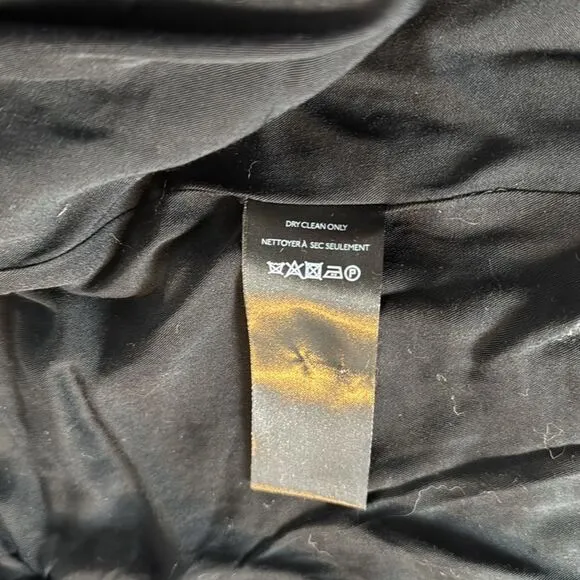 DRY CLEAN ONLY
NETTOYER À SEC SEULEMENT
P